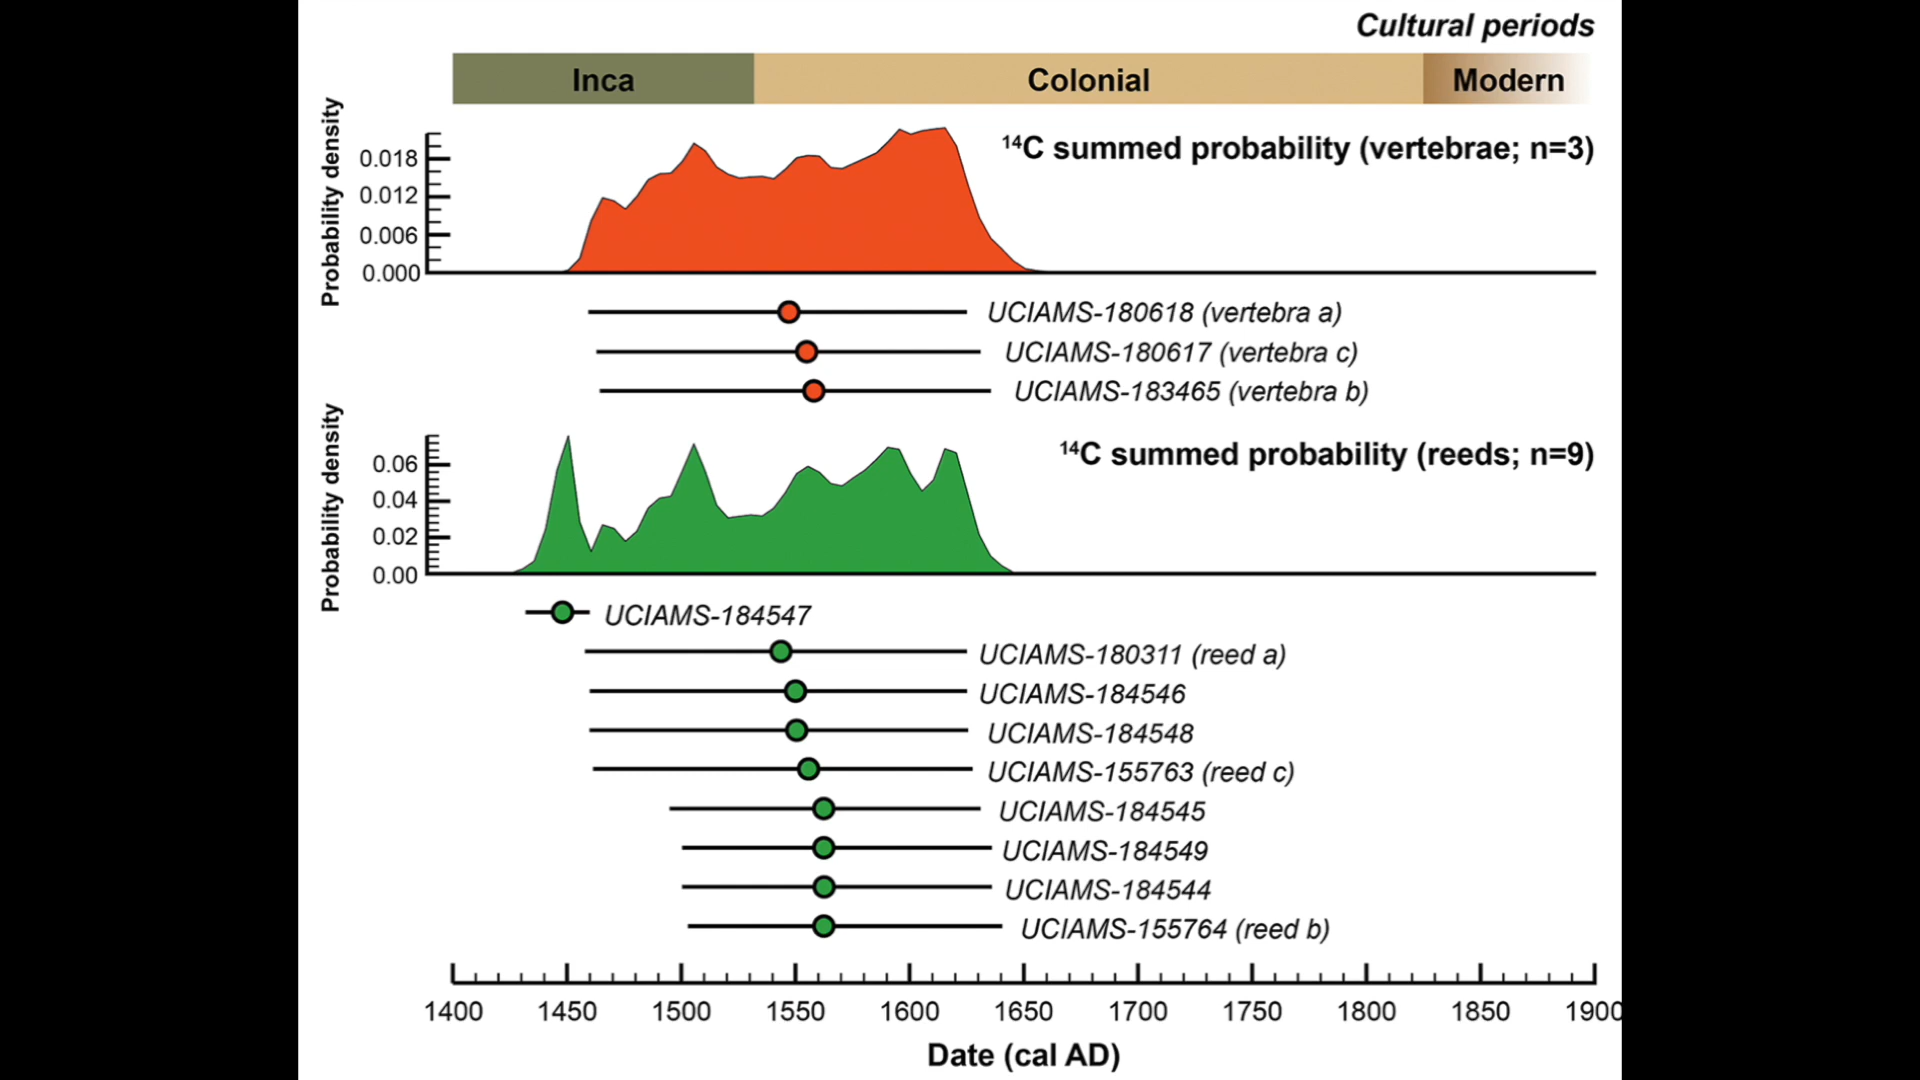 Cultural periods
Inca
Colonial
Modern
Probability density
0.018
0.012
0.006
0.000
14C summed probability (vertebrae; n=3)
UCIAMS-180618 (vertebra a)
UCIAMS-180617 (vertebra c)
UCIAMS-183465 (vertebra b)
Probability density
0.06
0.04
0.02
0.00
14C summed probability (reeds; n=9)
UCIAMS-184547
UCIAMS-180311 (reed a)
UCIAMS-184546
UCIAMS-184548
UCIAMS-155763 (reed c)
UCIAMS-184545
UCIAMS-184549
UCIAMS-184544
UCIAMS-155764 (reed b)
1400 1450 1500 1550 1600 1650 1700 1750 1800 1850 1900
Date (cal AD)